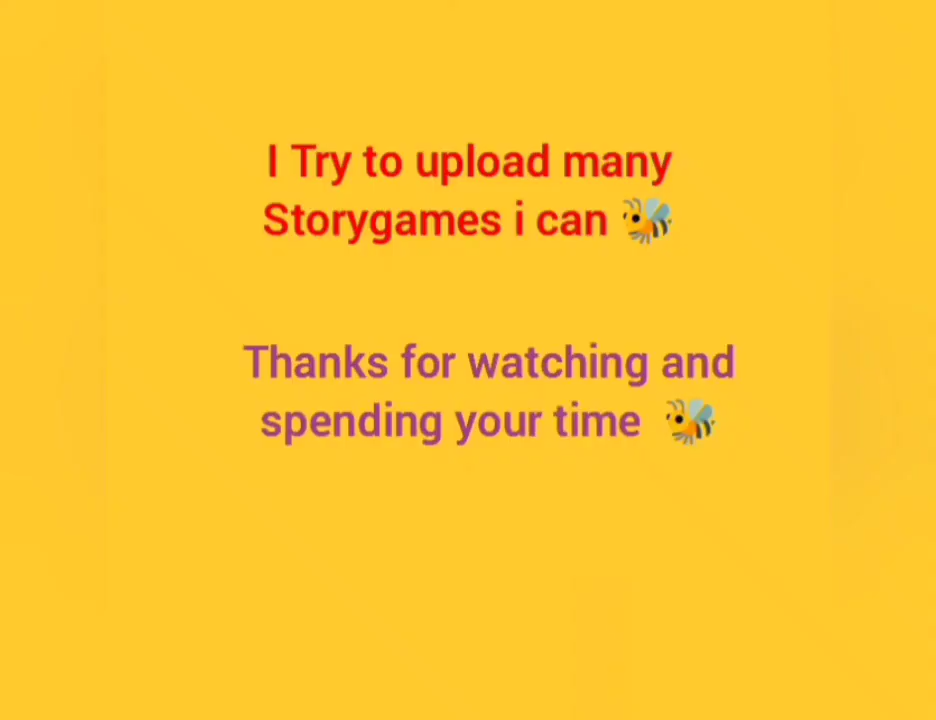 I Try to upload many
Storygames i can 🐝
Thanks for watching and
spending your time 🐝